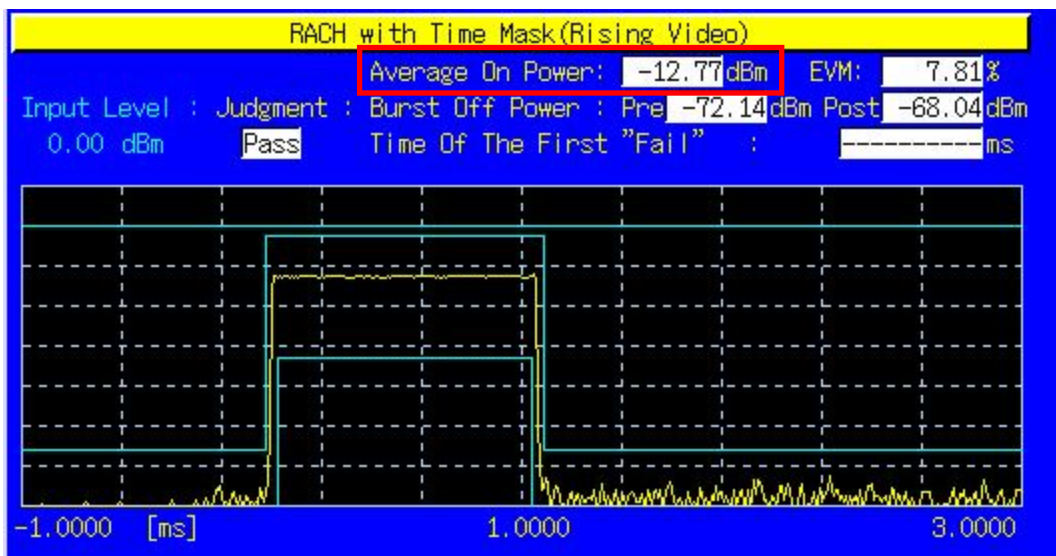 RACH with Time Mask(Rising Video)
Average On Power: -12.77 dBm EVM: 7.81 %
Input Level : Judgment : Burst Off Power : Pre -72.14 dBm Post -68.04 dBm
0.00 dBm Pass Time Of The First "Fail" : ---------- ms
-1.0000 [ms] 1.0000 3.0000